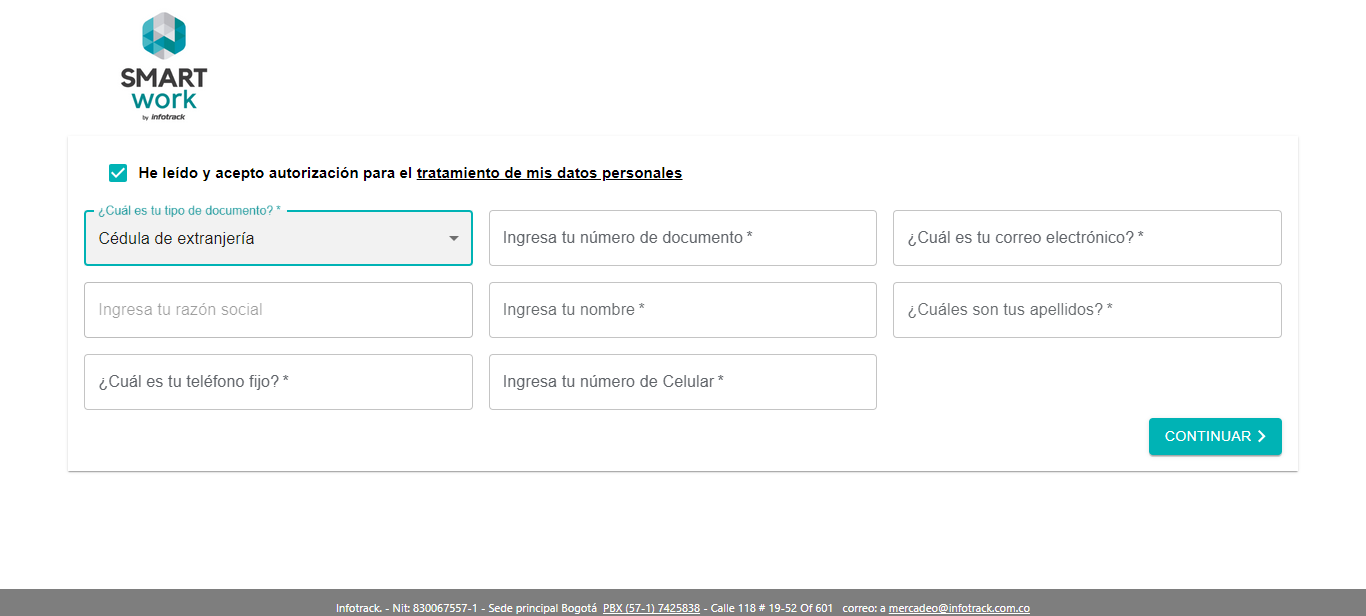 SMART
work
by infotrack
He leído y acepto autorización para el tratamiento de mis datos personales
¿Cuál es tu tipo de documento? *
Cédula de extranjería
Ingresa tu número de documento *
¿Cuál es tu correo electrónico? *
Ingresa tu razón social
Ingresa tu nombre *
¿Cuáles son tus apellidos? *
¿Cuál es tu teléfono fijo? *
Ingresa tu número de Celular *
CONTINUAR
Infotrack. - Nit: 830067557-1 - Sede principal Bogotá PBX (57-1) 7425838 - Calle 118 # 19-52 Of 601 correo: a mercadeo@infotrack.com.co